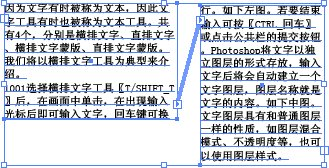 因为文字有时被称为文本，因此文
字工具有时也被称为文本工具。共
有4个，分别是横排文字、直排文字
、横排文字蒙版、直排文字蒙版。
我们将以横排文字工具为典型来介
绍。
1001选择横排文字工具〖T/SHIFT_T
〗后，在画面中单击，在出现输入
光标后即可输入文字，回车键可换
行。如下左图。若要结束
输入可按〖CTRL_回车〗
或点击公共栏的提交按钮
。Photoshop将文字以独
立图层的形式存放，输入
文字后将会自动建立一个
文字图层，图层名称就是
文字的内容。如下中图。
文字图层具有和普通图层
一样的性质，如图层混合
模式、不透明度等，也可
以使用图层样式。